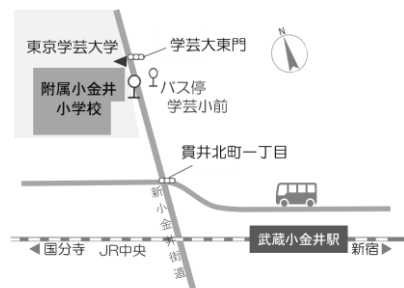 N
東京学芸大学
学芸大東門
附属小金井
小学校
バス停
学芸小前
貫井北町一丁目
新小金井街道
武蔵小金井駅
国分寺
JR中央
新宿